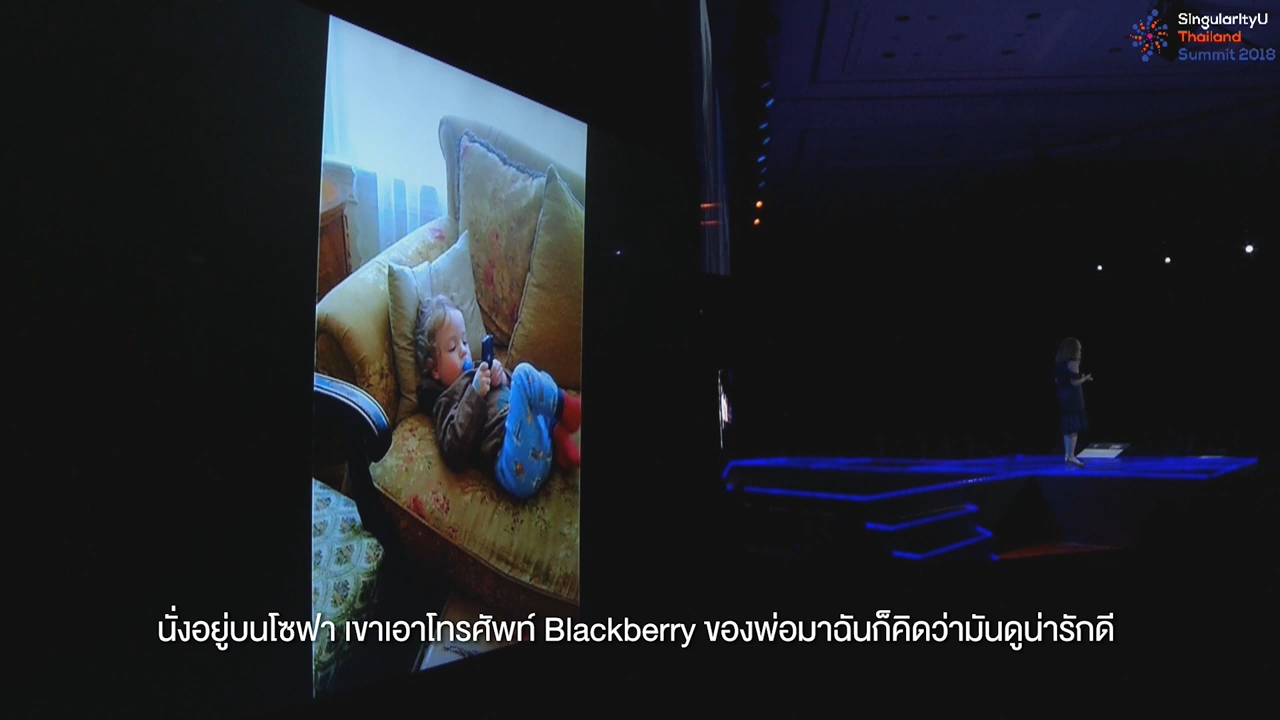 SingularityU
Thailand
Summit 2018
นั่งอยู่บนโซฟา เขาเอาโทรศัพท์ Blackberry ของพ่อมาฉันก็คิดว่ามันดูน่ารักดี